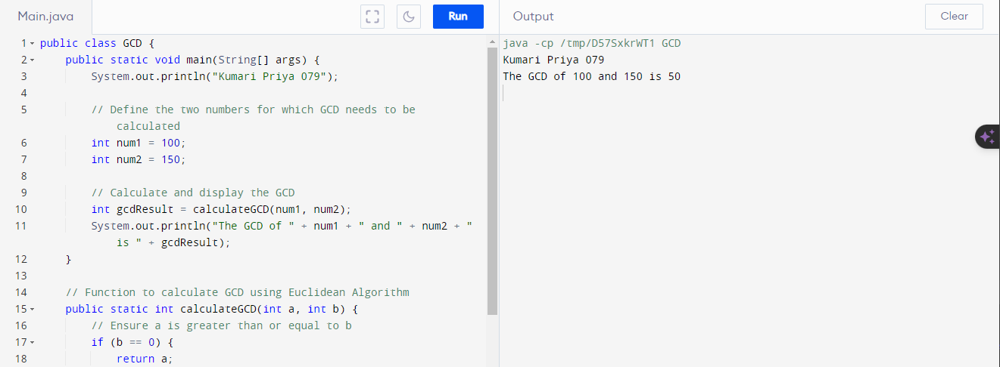 Main.java
Run
Output
Clear
1 public class GCD {
2     public static void main(String[] args) {
3         System.out.println("Kumari Priya 079");
4
5         // Define the two numbers for which GCD needs to be
            calculated
6         int num1 = 100;
7         int num2 = 150;
8
9         // Calculate and display the GCD
10         int gcdResult = calculateGCD(num1, num2);
11         System.out.println("The GCD of " + num1 + " and " + num2 + "
            is " + gcdResult);
12     }
13
14     // Function to calculate GCD using Euclidean Algorithm
15     public static int calculateGCD(int a, int b) {
16         // Ensure a is greater than or equal to b
17         if (b == 0) {
18             return a;
java -cp /tmp/D57SxkrWT1 GCD
Kumari Priya 079
The GCD of 100 and 150 is 50